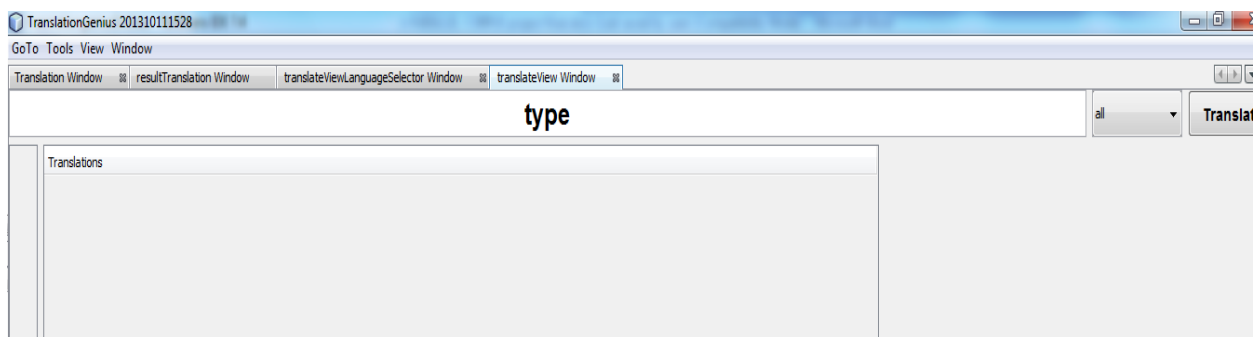 TranslationGenius 201310111528
GoTo Tools View Window
Translation Window resultTranslation Window translateViewLanguageSelector Window translateView Window
type all Translat
Translations